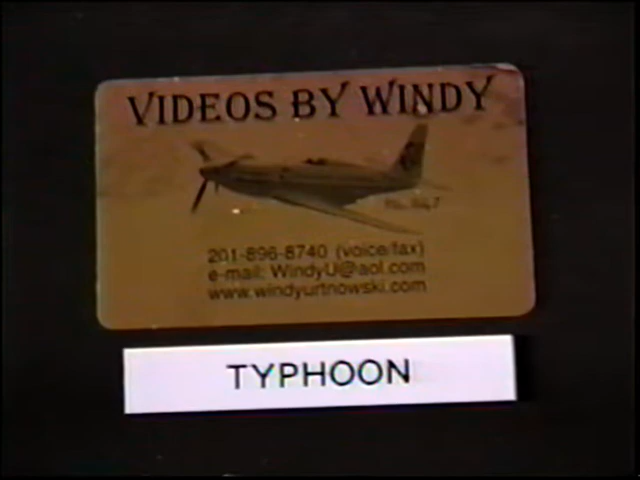 VIDEOS BY WINDY
201-896-8740 (voice/fax)
e-mail: WindyU@aol.com
www.windyurtnowski.com
TYPHOON